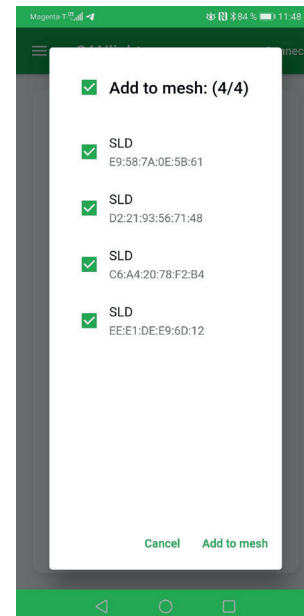 Magenta-T 84 % 11:48
Add to mesh: (4/4)
SLD
E9:58:7A:0E:5B:61
SLD
D2:21:93:56:71:48
SLD
C6:A4:20:78:F2:B4
SLD
EE:E1:DE:E9:6D:12
Cancel Add to mesh